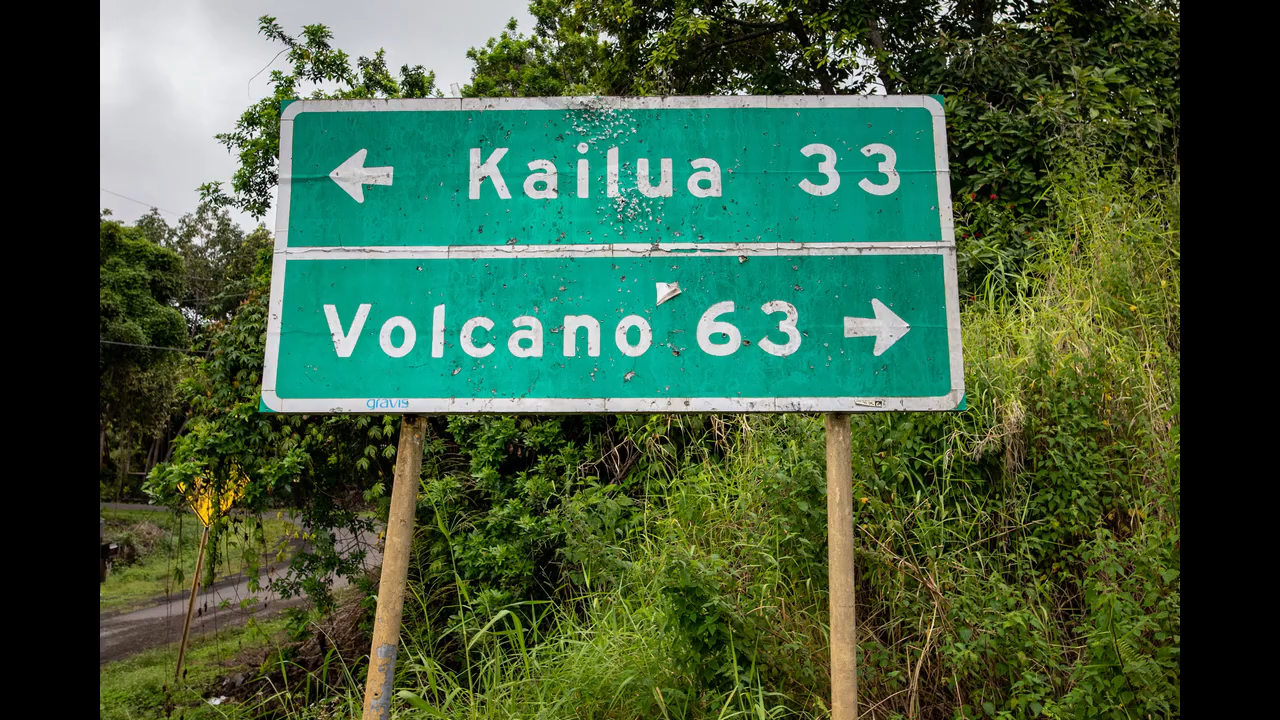 ← Kailua 33
Volcano 63 →
gravis